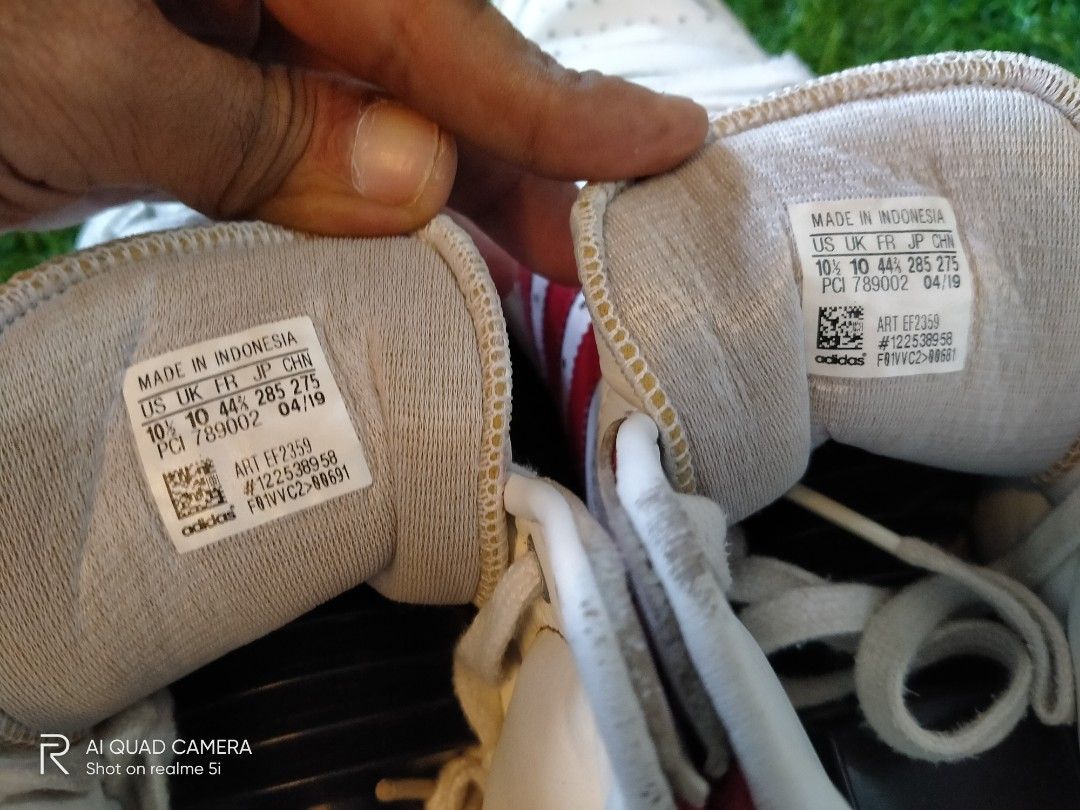 MADE IN INDONESIA
US UK FR JP CHN
10½ 10 44⅔ 285 275
PCI 789002 04/19
ART EF2359
#122538958
adidas F01VVC2>00691
MADE IN INDONESIA
US UK FR JP CHN
10½ 10 44⅔ 285 275
PCI 789002 04/19
ART EF2359
#122538958
adidas F01VVC2>00681
AI QUAD CAMERA
Shot on realme 5i